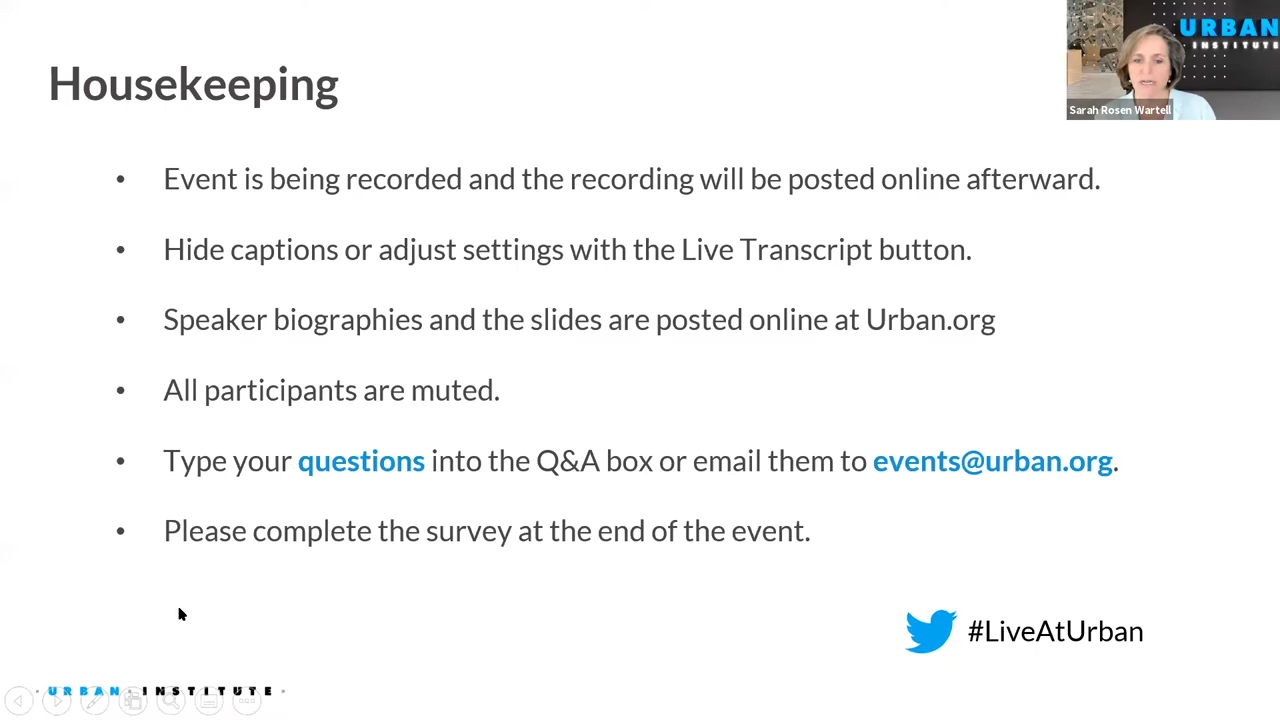 URBAN
INSTITUTE
Sarah Rosen Wartell
Housekeeping
• Event is being recorded and the recording will be posted online afterward.
• Hide captions or adjust settings with the Live Transcript button.
• Speaker biographies and the slides are posted online at Urban.org
• All participants are muted.
• Type your questions into the Q&A box or email them to events@urban.org.
• Please complete the survey at the end of the event.
#LiveAtUrban
· URBAN · INSTITUTE ·